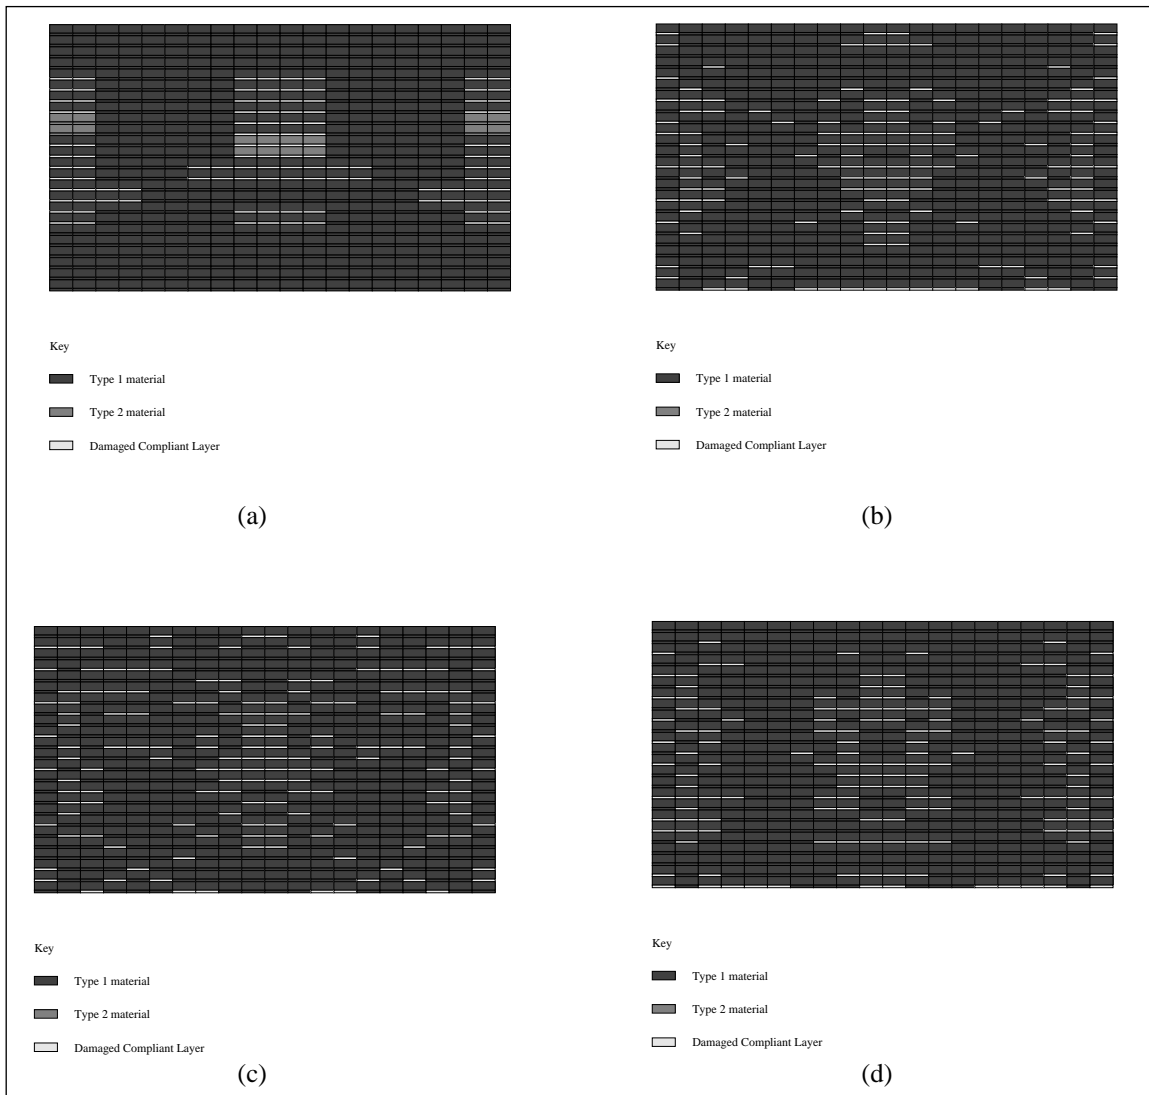 Key
Type 1 material
Type 2 material
Damaged Compliant Layer
(a)
Key
Type 1 material
Type 2 material
Damaged Compliant Layer
(b)
Key
Type 1 material
Type 2 material
Damaged Compliant Layer
(c)
Key
Type 1 material
Type 2 material
Damaged Compliant Layer
(d)